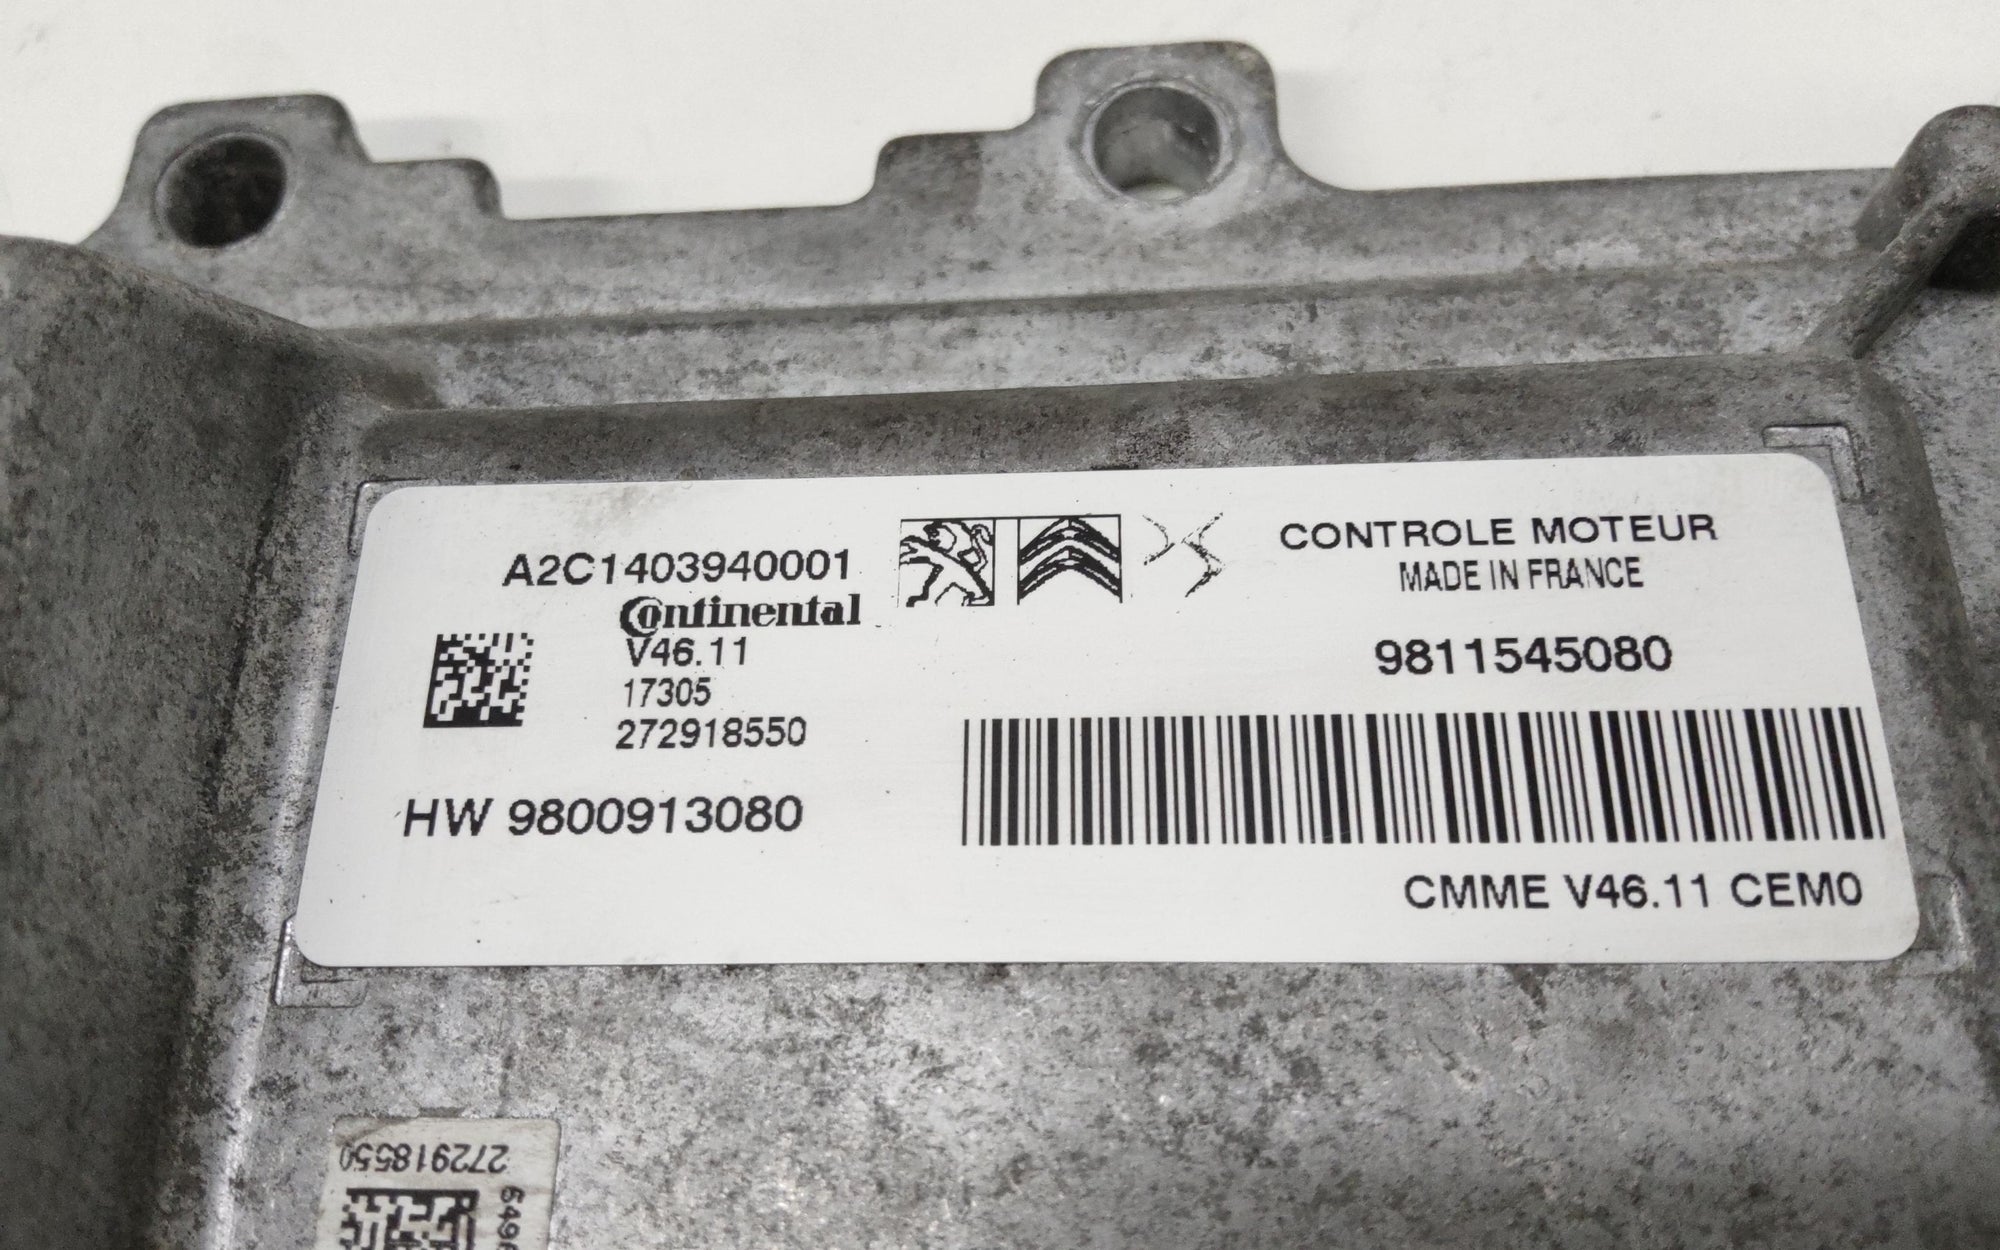 A2C1403940001
Continental
V46.11
17305
272918550
HW 9800913080
CONTROLE MOTEUR
MADE IN FRANCE
9811545080
CMME V46.11 CEM0
272918550